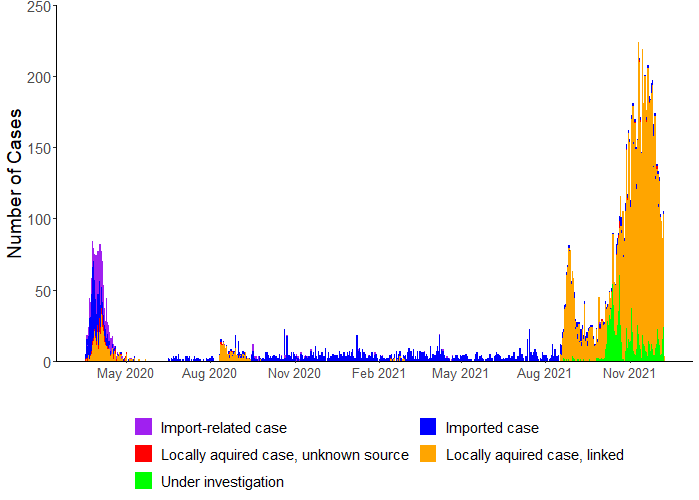 250
200
150
100
50
0
Number of Cases
May 2020 Aug 2020 Nov 2020 Feb 2021 May 2021 Aug 2021 Nov 2021
Import-related case Imported case
Locally aquired case, unknown source Locally aquired case, linked
Under investigation